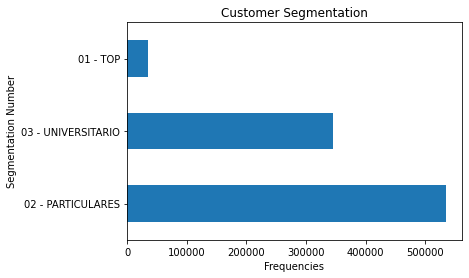 Customer Segmentation
01 - TOP
03 - UNIVERSITARIO
02 - PARTICULARES
Segmentation Number
0 100000 200000 300000 400000 500000
Frequencies